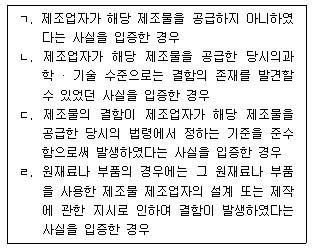 ㄱ. 제조업자가 해당 제조물을 공급하지 아니하였
다는 사실을 입증한 경우
ㄴ. 제조업자가 해당 제조물을 공급한 당시의과
학ㆍ기술 수준으로는 결함의 존재를 발견할
수 있었던 사실을 입증한 경우
ㄷ. 제조물의 결함이 제조업자가 해당 제조물을
공급한 당시의 법령에서 정하는 기준을 준수
함으로써 발생하였다는 사실을 입증한 경우
ㄹ. 원재료나 부품의 경우에는 그 원재료나 부품
을 사용한 제조물 제조업자의 설계 또는 제작
에 관한 지시로 인하여 결함이 발생하였다는
사실을 입증한 경우